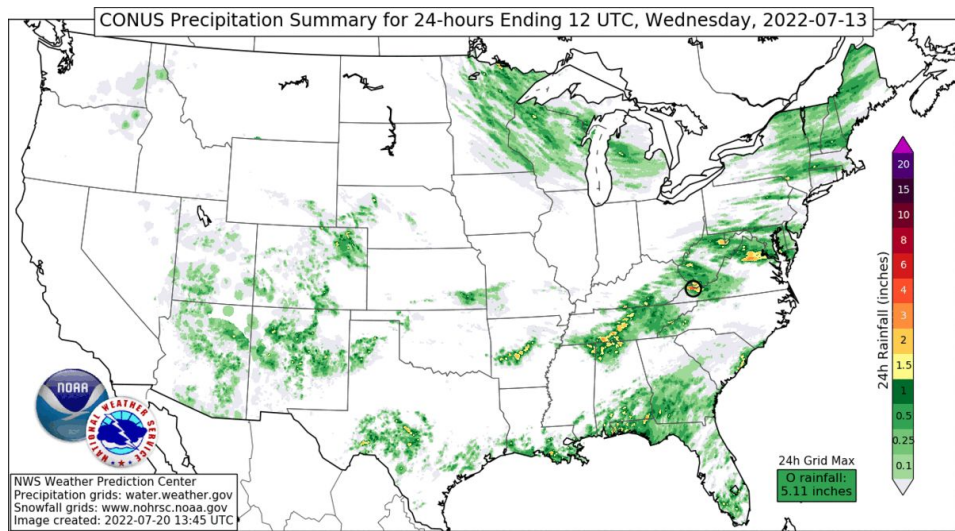 CONUS Precipitation Summary for 24-hours Ending 12 UTC, Wednesday, 2022-07-13
20
15
10
8
6
4
3
2
1.5
1
0.5
0.25
0.1
24h Rainfall (inches)
24h Grid Max
O rainfall:
5.11 inches
NOAA
NATIONAL WEATHER SERVICE
NWS Weather Prediction Center
Precipitation grids: water.weather.gov
Snowfall grids: www.nohrsc.noaa.gov
Image created: 2022-07-20 13:45 UTC